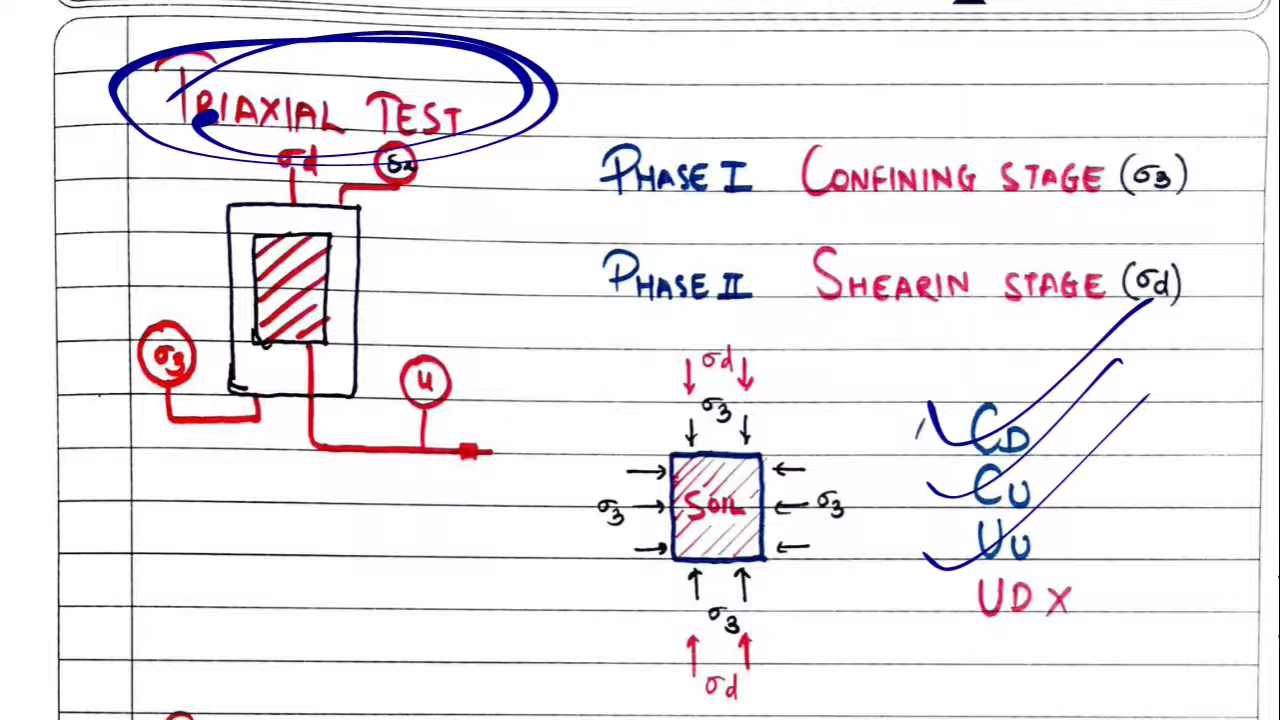 TRIAXIAL TEST
σd
PHASE I CONFINING STAGE (σ3)
PHASE II SHEARIN STAGE (σd)
σ3
u
σd
σ3
σ3 SOIL σ3
σ3
σd
CD
CU
UU
UD X